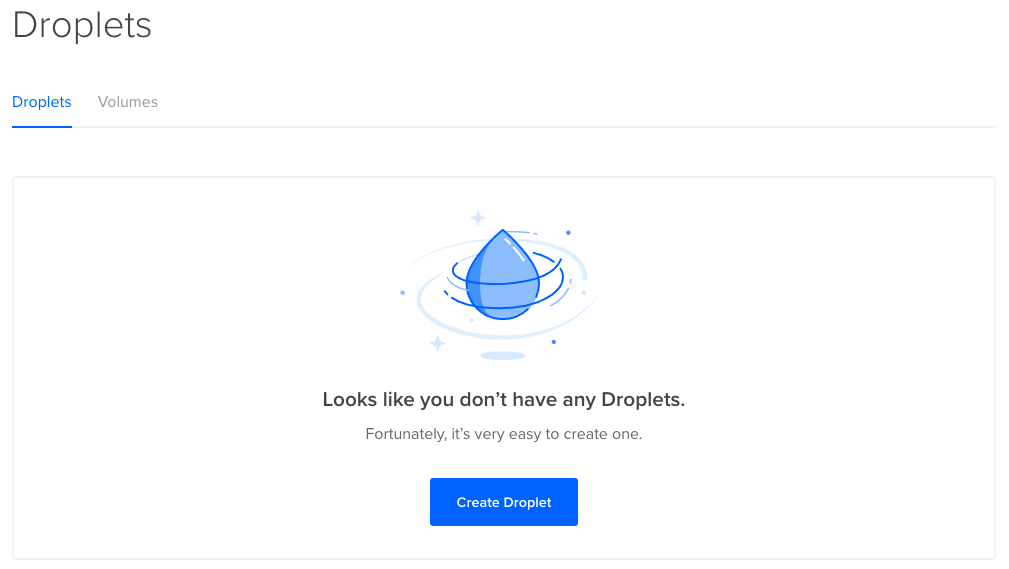 Droplets
Droplets Volumes
Looks like you don’t have any Droplets.
Fortunately, it’s very easy to create one.
Create Droplet